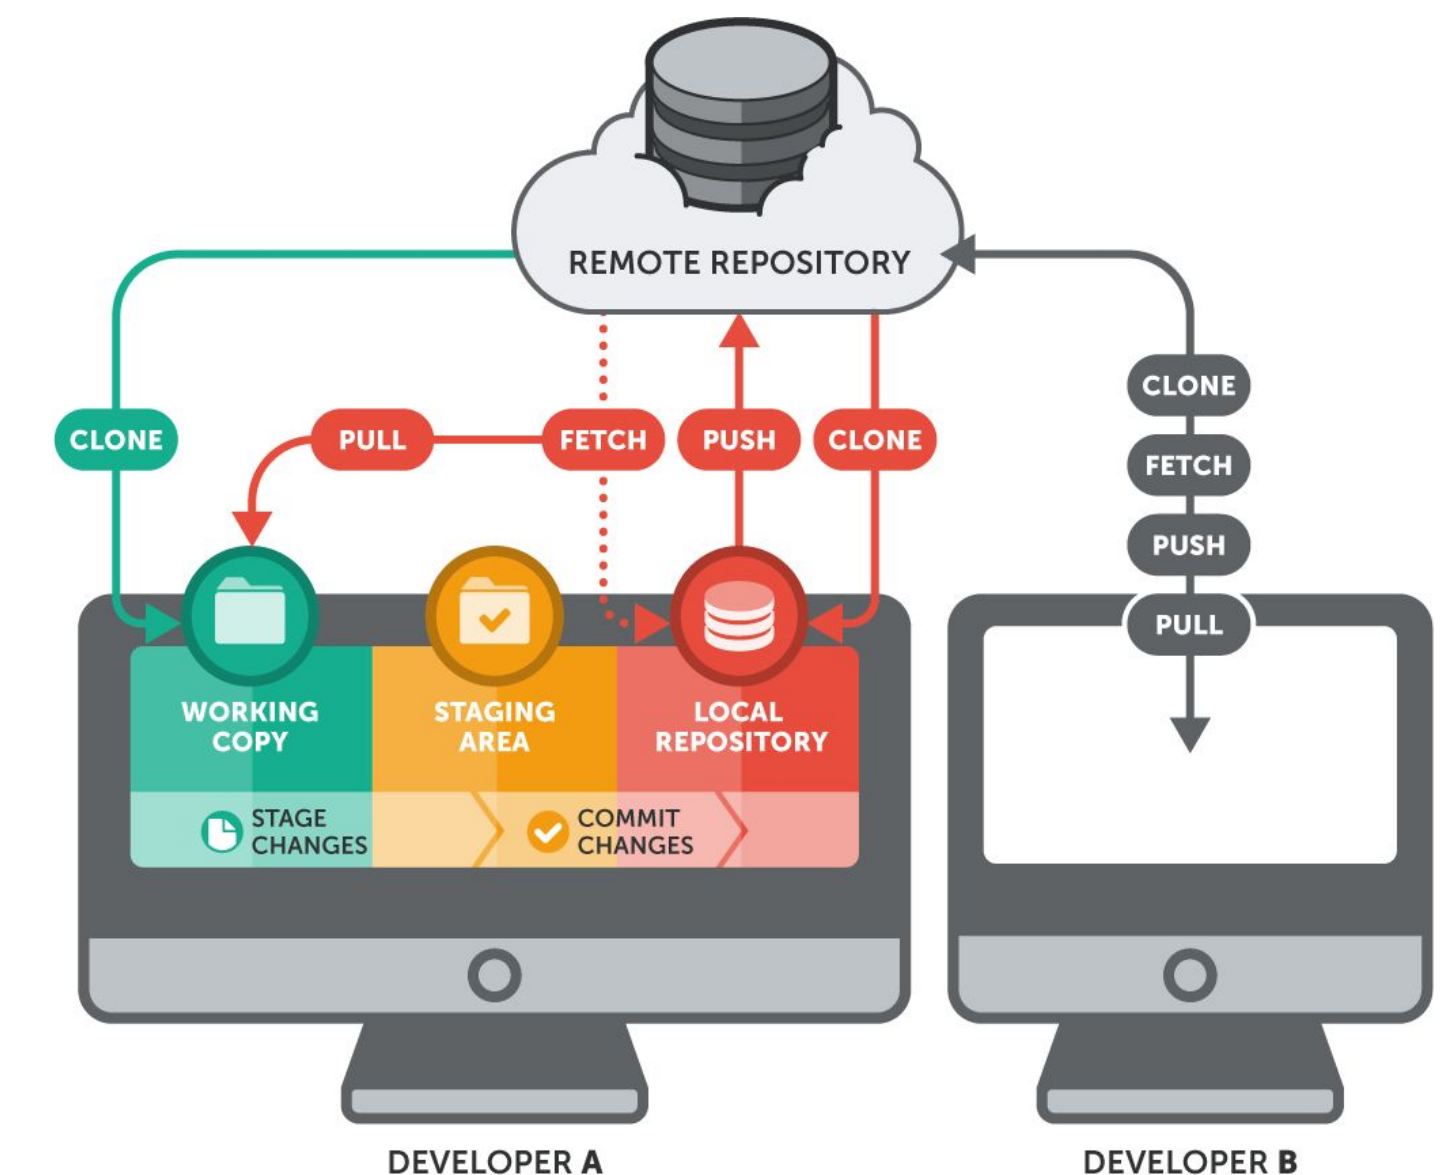 REMOTE REPOSITORY
CLONE
PULL
FETCH
PUSH
CLONE
CLONE
FETCH
PUSH
PULL
WORKING
COPY
STAGING
AREA
LOCAL
REPOSITORY
STAGE
CHANGES
COMMIT
CHANGES
DEVELOPER A
DEVELOPER B